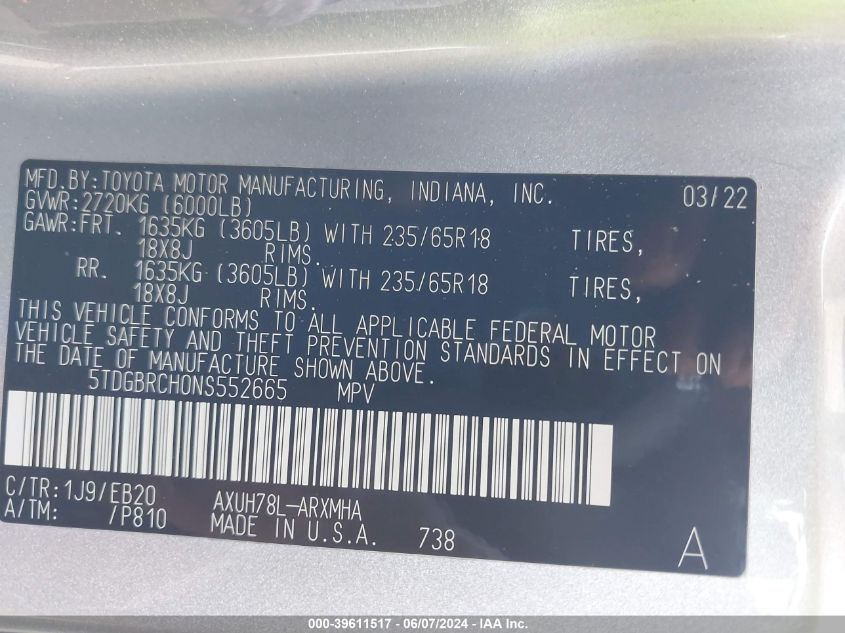 MFD.BY:TOYOTA MOTOR MANUFACTURING, INDIANA, INC. 03/22
GVWR:2720KG (6000LB)
GAWR:FRT. 1635KG (3605LB) WITH 235/65R18 TIRES,
18X8J RIMS.
RR. 1635KG (3605LB) WITH 235/65R18 TIRES,
18X8J RIMS.
THIS VEHICLE CONFORMS TO ALL APPLICABLE FEDERAL MOTOR
VEHICLE SAFETY AND THEFT PREVENTION STANDARDS IN EFFECT ON
THE DATE OF MANUFACTURE SHOWN ABOVE.
5TDGBRCH0NS552665 MPV
C/TR:1J9/EB20 AXUH78L-ARXMHA
A/TM: /P810 MADE IN U.S.A. 738 A
000-39611517 - 06/07/2024 - IAA Inc.